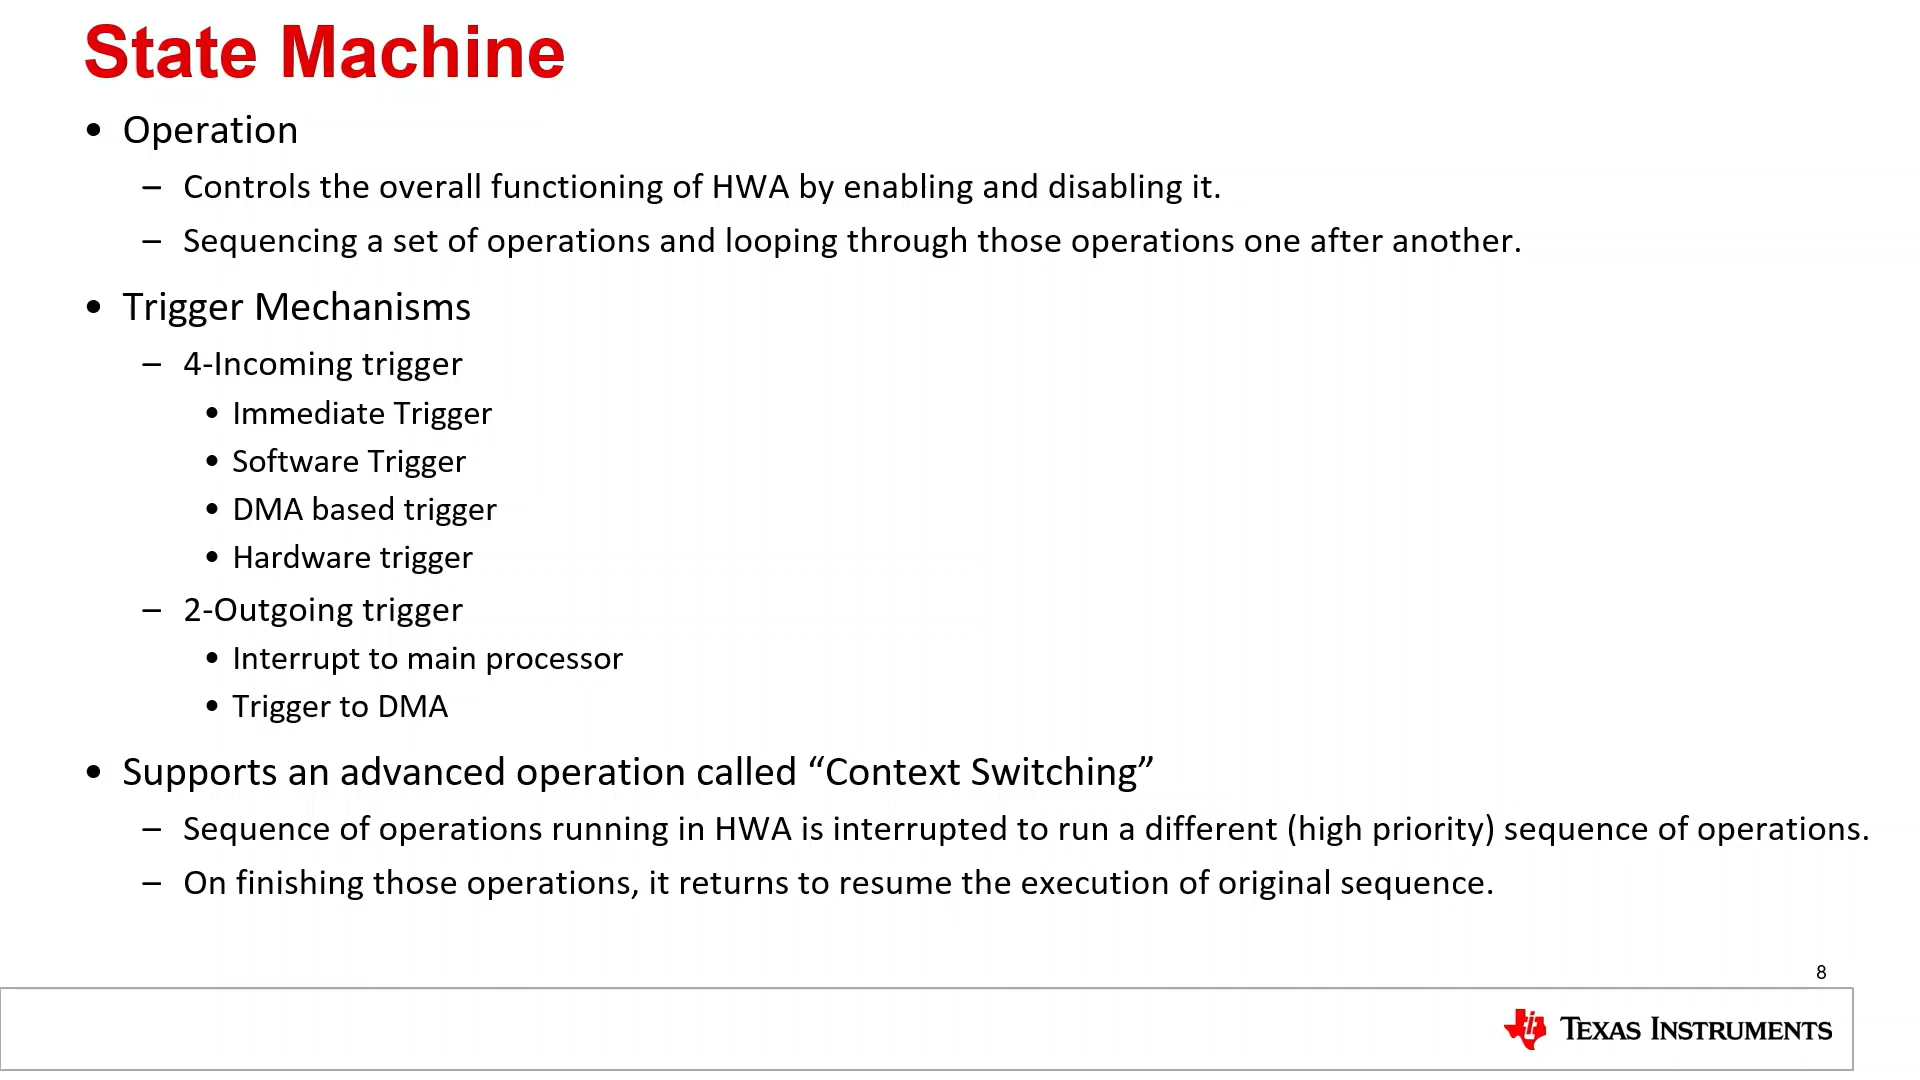 State Machine
• Operation
– Controls the overall functioning of HWA by enabling and disabling it.
– Sequencing a set of operations and looping through those operations one after another.
• Trigger Mechanisms
– 4-Incoming trigger
• Immediate Trigger
• Software Trigger
• DMA based trigger
• Hardware trigger
– 2-Outgoing trigger
• Interrupt to main processor
• Trigger to DMA
• Supports an advanced operation called “Context Switching”
– Sequence of operations running in HWA is interrupted to run a different (high priority) sequence of operations.
– On finishing those operations, it returns to resume the execution of original sequence.
8
TEXAS INSTRUMENTS